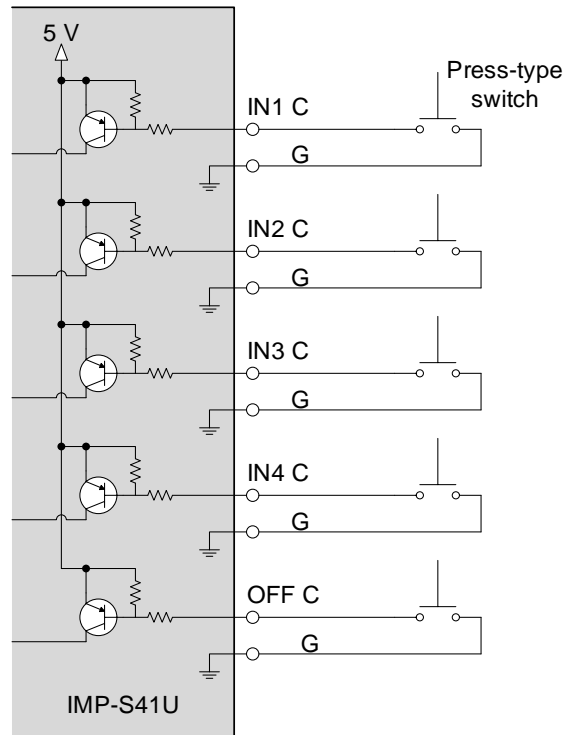 5 V
Press-type
switch
IN1 C
G
IN2 C
G
IN3 C
G
IN4 C
G
OFF C
G
IMP-S41U